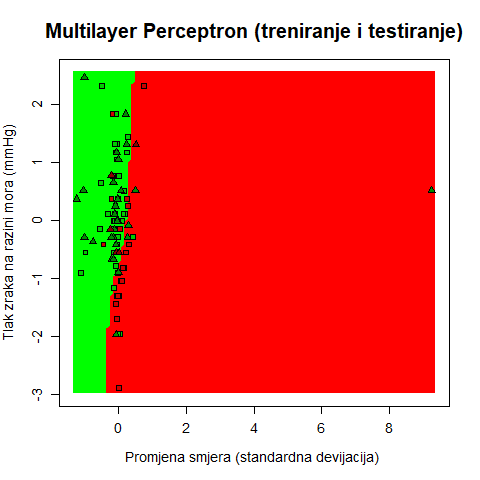 Multilayer Perceptron (treniranje i testiranje)
Tlak zraka na razini mora (mmHg)
2
1
0
-1
-2
-3
0 2 4 6 8
Promjena smjera (standardna devijacija)